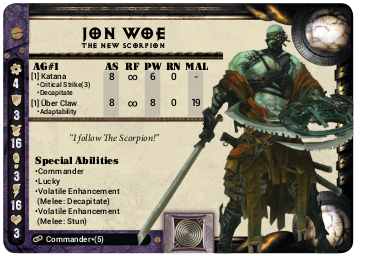 JON WOE
THE NEW SCORPION
AG#1 AS RF PW RN MAL
[1] Katana 8 ∞ 6 0 -
•Critical Strike(3)
•Decapitate
[1] Über Claw 8 ∞ 8 0 19
•Adaptability
"I follow The Scorpion!"
Special Abilities
•Commander
•Lucky
•Volatile Enhancement
(Melee: Decapitate)
•Volatile Enhancement
(Melee: Stun)
Commander•(5)
4
3
16
3
16
3